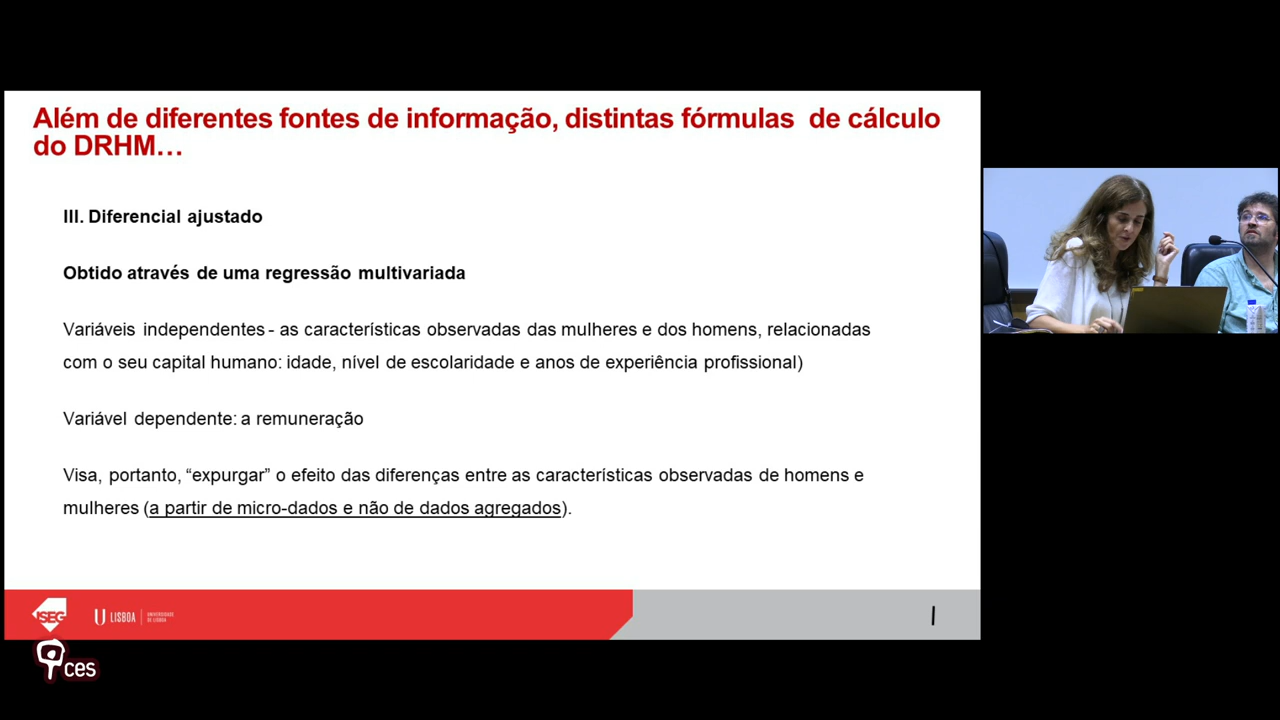 Além de diferentes fontes de informação, distintas fórmulas de cálculo
do DRHM…
III. Diferencial ajustado
Obtido através de uma regressão multivariada
Variáveis independentes - as características observadas das mulheres e dos homens, relacionadas
com o seu capital humano: idade, nível de escolaridade e anos de experiência profissional)
Variável dependente: a remuneração
Visa, portanto, “expurgar” o efeito das diferenças entre as características observadas de homens e
mulheres (a partir de micro-dados e não de dados agregados).
ISEG
U LISBOA
UNIVERSIDADE
DE LISBOA
ces